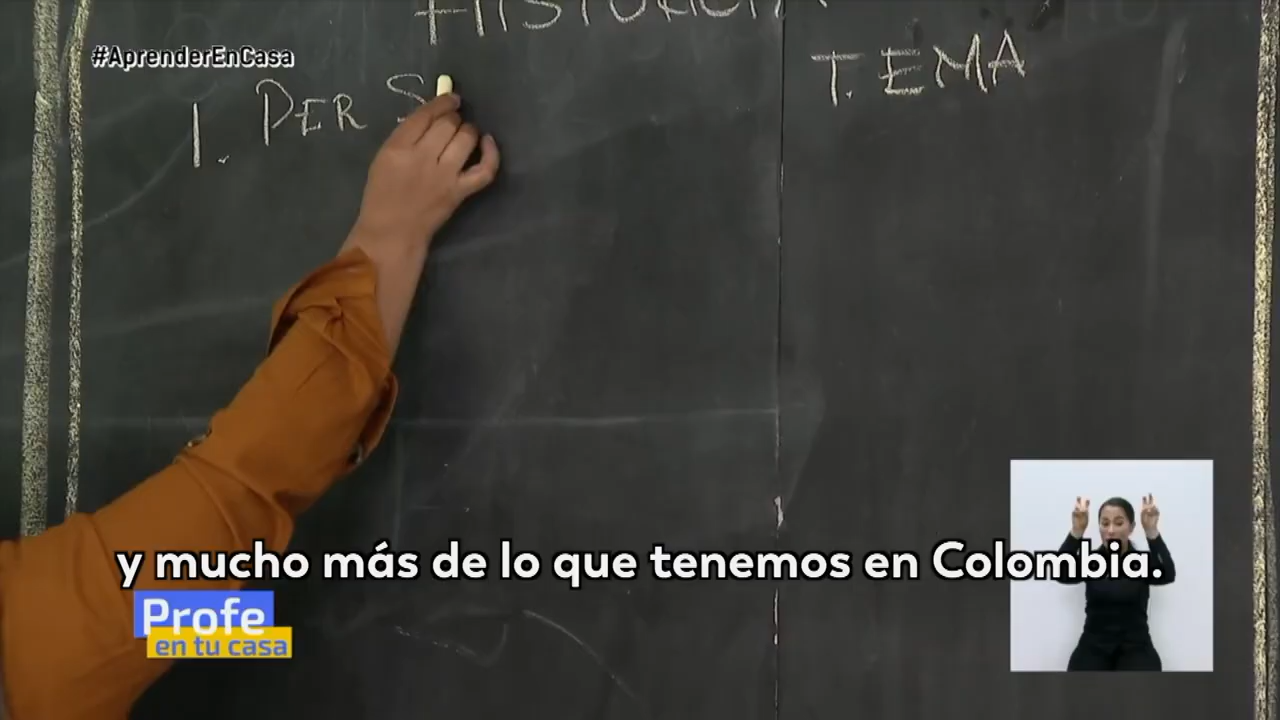 #AprenderEnCasa
T. EMA
1. PER S
y mucho más de lo que tenemos en Colombia.
Profe
en tu casa